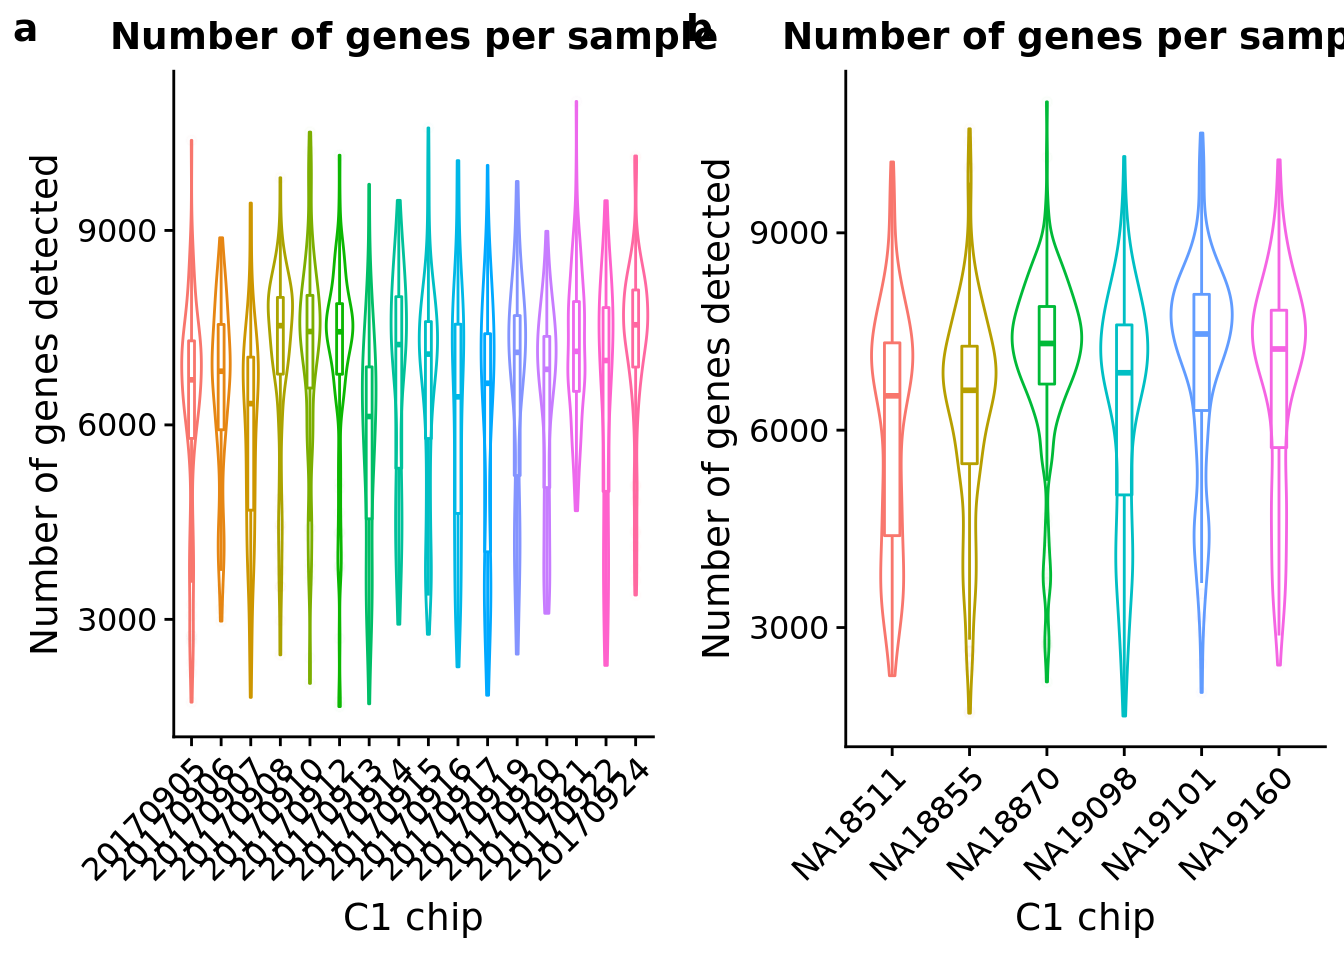 a
Number of genes per sample
Number of genes detected
9000
6000
3000
20170905
20170906
20170907
20170908
20170910
20170912
20170913
20170914
20170915
20170916
20170917
20170919
20170920
20170921
20170922
20170924
C1 chip
b
Number of genes per samp
Number of genes detected
9000
6000
3000
NA18511
NA18855
NA18870
NA19098
NA19101
NA19160
C1 chip